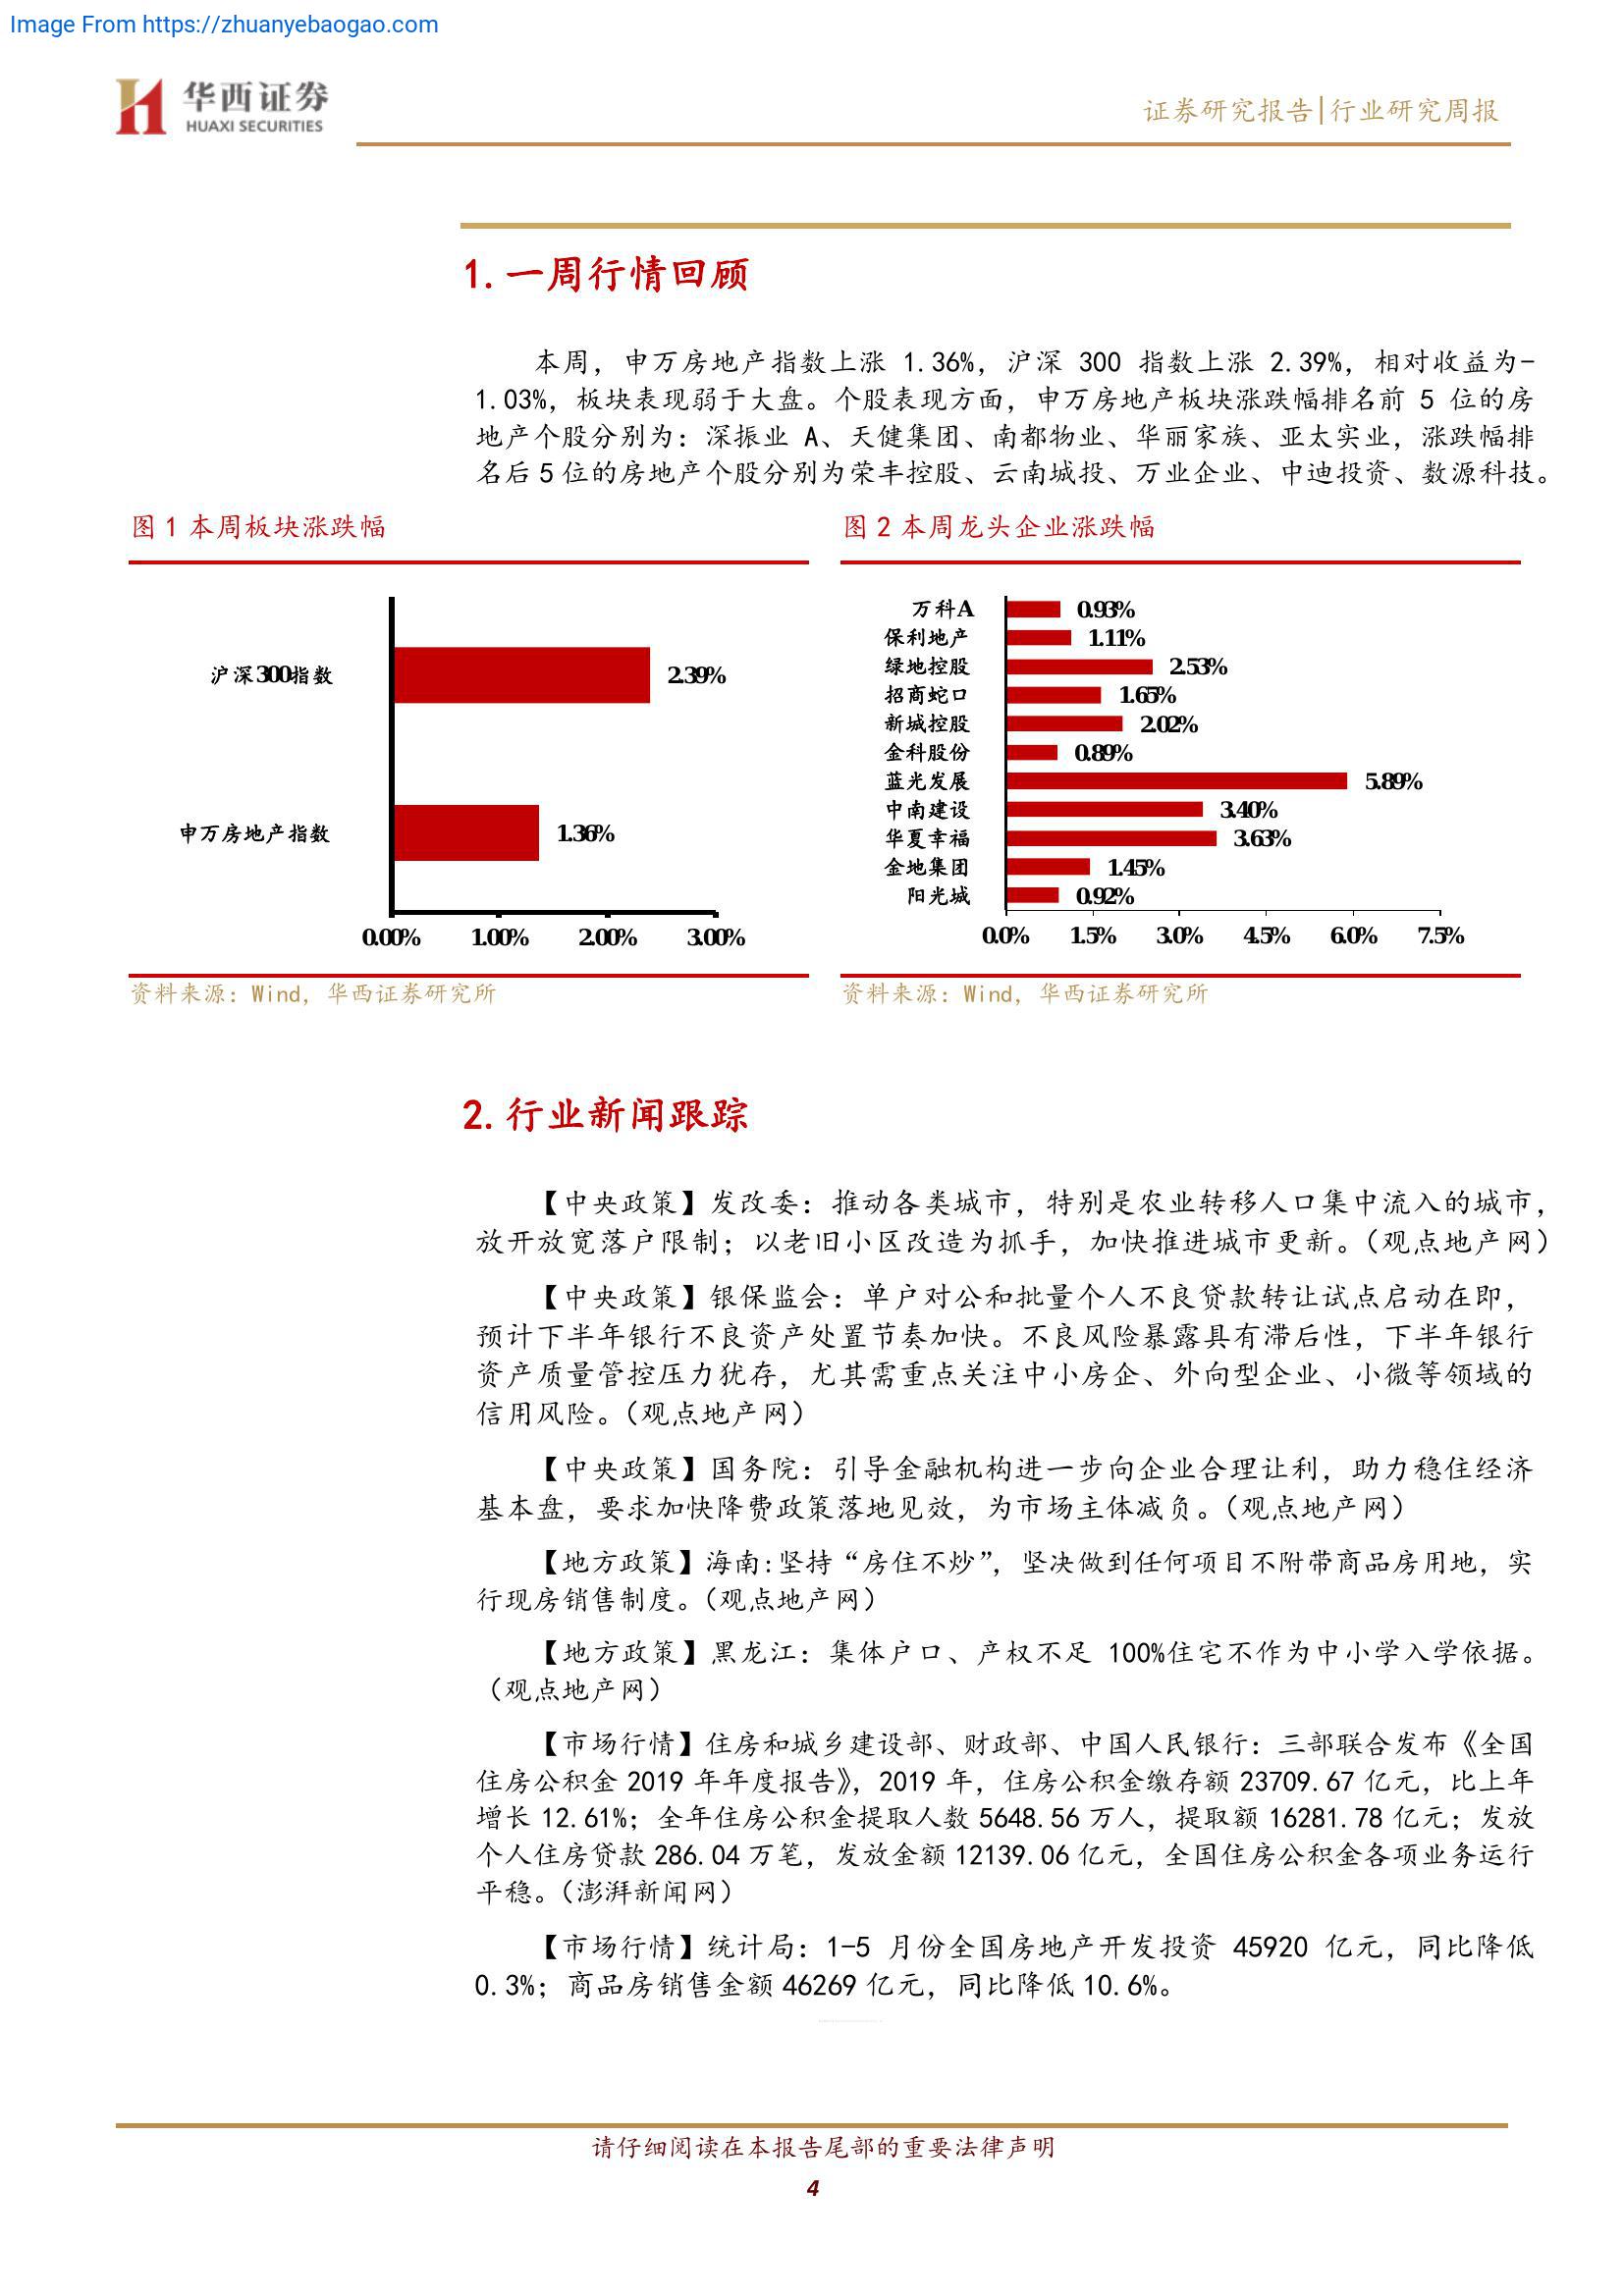 Image From https://zhuanyebaogao.com
华西证券
HUAXI SECURITIES
证券研究报告|行业研究周报
1.一周行情回顾
本周，申万房地产指数上涨 1.36%，沪深 300 指数上涨 2.39%，相对收益为-
1.03%，板块表现弱于大盘。个股表现方面，申万房地产板块涨跌幅排名前 5 位的房
地产个股分别为：深振业 A、天健集团、南都物业、华丽家族、亚太实业，涨跌幅排
名后 5 位的房地产个股分别为荣丰控股、云南城投、万业企业、中迪投资、数源科技。
图 1 本周板块涨跌幅
沪深300指数
2.39%
申万房地产指数
1.36%
0.00% 1.00% 2.00% 3.00%
资料来源：Wind，华西证券研究所
图 2 本周龙头企业涨跌幅
万科A 0.93%
保利地产 1.11%
绿地控股 2.53%
招商蛇口 1.65%
新城控股 2.02%
金科股份 0.89%
蓝光发展 5.89%
中南建设 3.40%
华夏幸福 3.63%
金地集团 1.45%
阳光城 0.92%
0.0% 1.5% 3.0% 4.5% 6.0% 7.5%
资料来源：Wind，华西证券研究所
2.行业新闻跟踪
【中央政策】发改委：推动各类城市，特别是农业转移人口集中流入的城市，
放开放宽落户限制；以老旧小区改造为抓手，加快推进城市更新。（观点地产网）
【中央政策】银保监会：单户对公和批量个人不良贷款转让试点启动在即，
预计下半年银行不良资产处置节奏加快。不良风险暴露具有滞后性，下半年银行
资产质量管控压力犹存，尤其需重点关注中小房企、外向型企业、小微等领域的
信用风险。（观点地产网）
【中央政策】国务院：引导金融机构进一步向企业合理让利，助力稳住经济
基本盘，要求加快降费政策落地见效，为市场主体减负。（观点地产网）
【地方政策】海南:坚持“房住不炒”，坚决做到任何项目不附带商品房用地，实
行现房销售制度。（观点地产网）
【地方政策】黑龙江：集体户口、产权不足 100%住宅不作为中小学入学依据。
（观点地产网）
【市场行情】住房和城乡建设部、财政部、中国人民银行：三部联合发布《全国
住房公积金 2019 年年度报告》，2019 年，住房公积金缴存额 23709.67 亿元，比上年
增长 12.61%；全年住房公积金提取人数 5648.56 万人，提取额 16281.78 亿元；发放
个人住房贷款 286.04 万笔，发放金额 12139.06 亿元，全国住房公积金各项业务运行
平稳。（澎湃新闻网）
【市场行情】统计局：1-5 月份全国房地产开发投资 45920 亿元，同比降低
0.3%；商品房销售金额 46269 亿元，同比降低 10.6%。
请仔细阅读在本报告尾部的重要法律声明
4